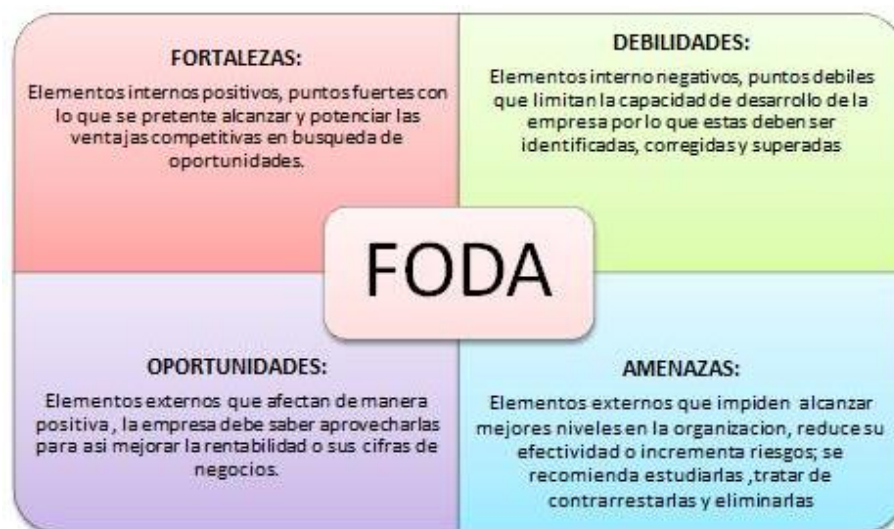 FORTALEZAS:
Elementos internos positivos, puntos fuertes con
lo que se pretente alcanzar y potenciar las
ventajas competitivas en busqueda de
oportunidades.
DEBILIDADES:
Elementos interno negativos, puntos debiles
que limitan la capacidad de desarrollo de la
empresa por lo que estas deben ser
identificadas, corregidas y superadas
FODA
OPORTUNIDADES:
Elementos externos que afectan de manera
positiva , la empresa debe saber aprovecharlas
para asi mejorar la rentabilidad o sus cifras de
negocios.
AMENAZAS:
Elementos externos que impiden alcanzar
mejores niveles en la organizacion, reduce su
efectividad o incrementa riesgos; se
recomienda estudiarlas ,tratar de
contrarrestarlas y eliminarlas